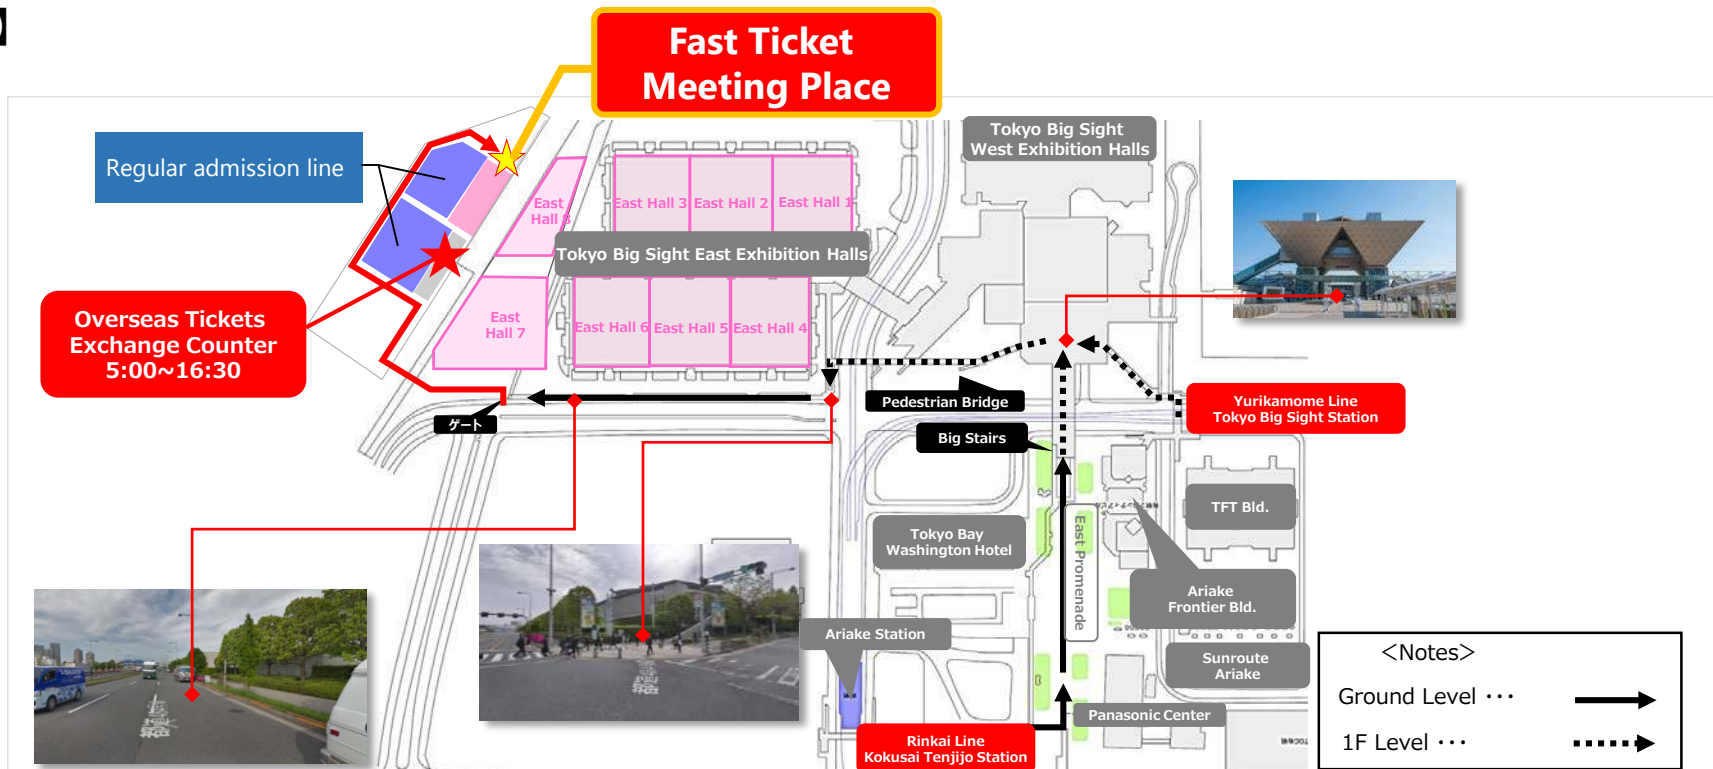 】
Fast Ticket
Meeting Place
Tokyo Big Sight
West Exhibition Halls
Regular admission line
East
Hall 8
East Hall 3
East Hall 2
East Hall 1
Tokyo Big Sight East Exhibition Halls
East
Hall 7
East Hall 6
East Hall 5
East Hall 4
Overseas Tickets
Exchange Counter
5:00~16:30
ゲート
Pedestrian Bridge
Big Stairs
Yurikamome Line
Tokyo Big Sight Station
TFT Bld.
Tokyo Bay
Washington Hotel
East Promenade
Ariake
Frontier Bld.
Ariake Station
Sunroute
Ariake
Panasonic Center
Rinkai Line
Kokusai Tenjijo Station
<Notes>
Ground Level ･･･
1F Level ･･･